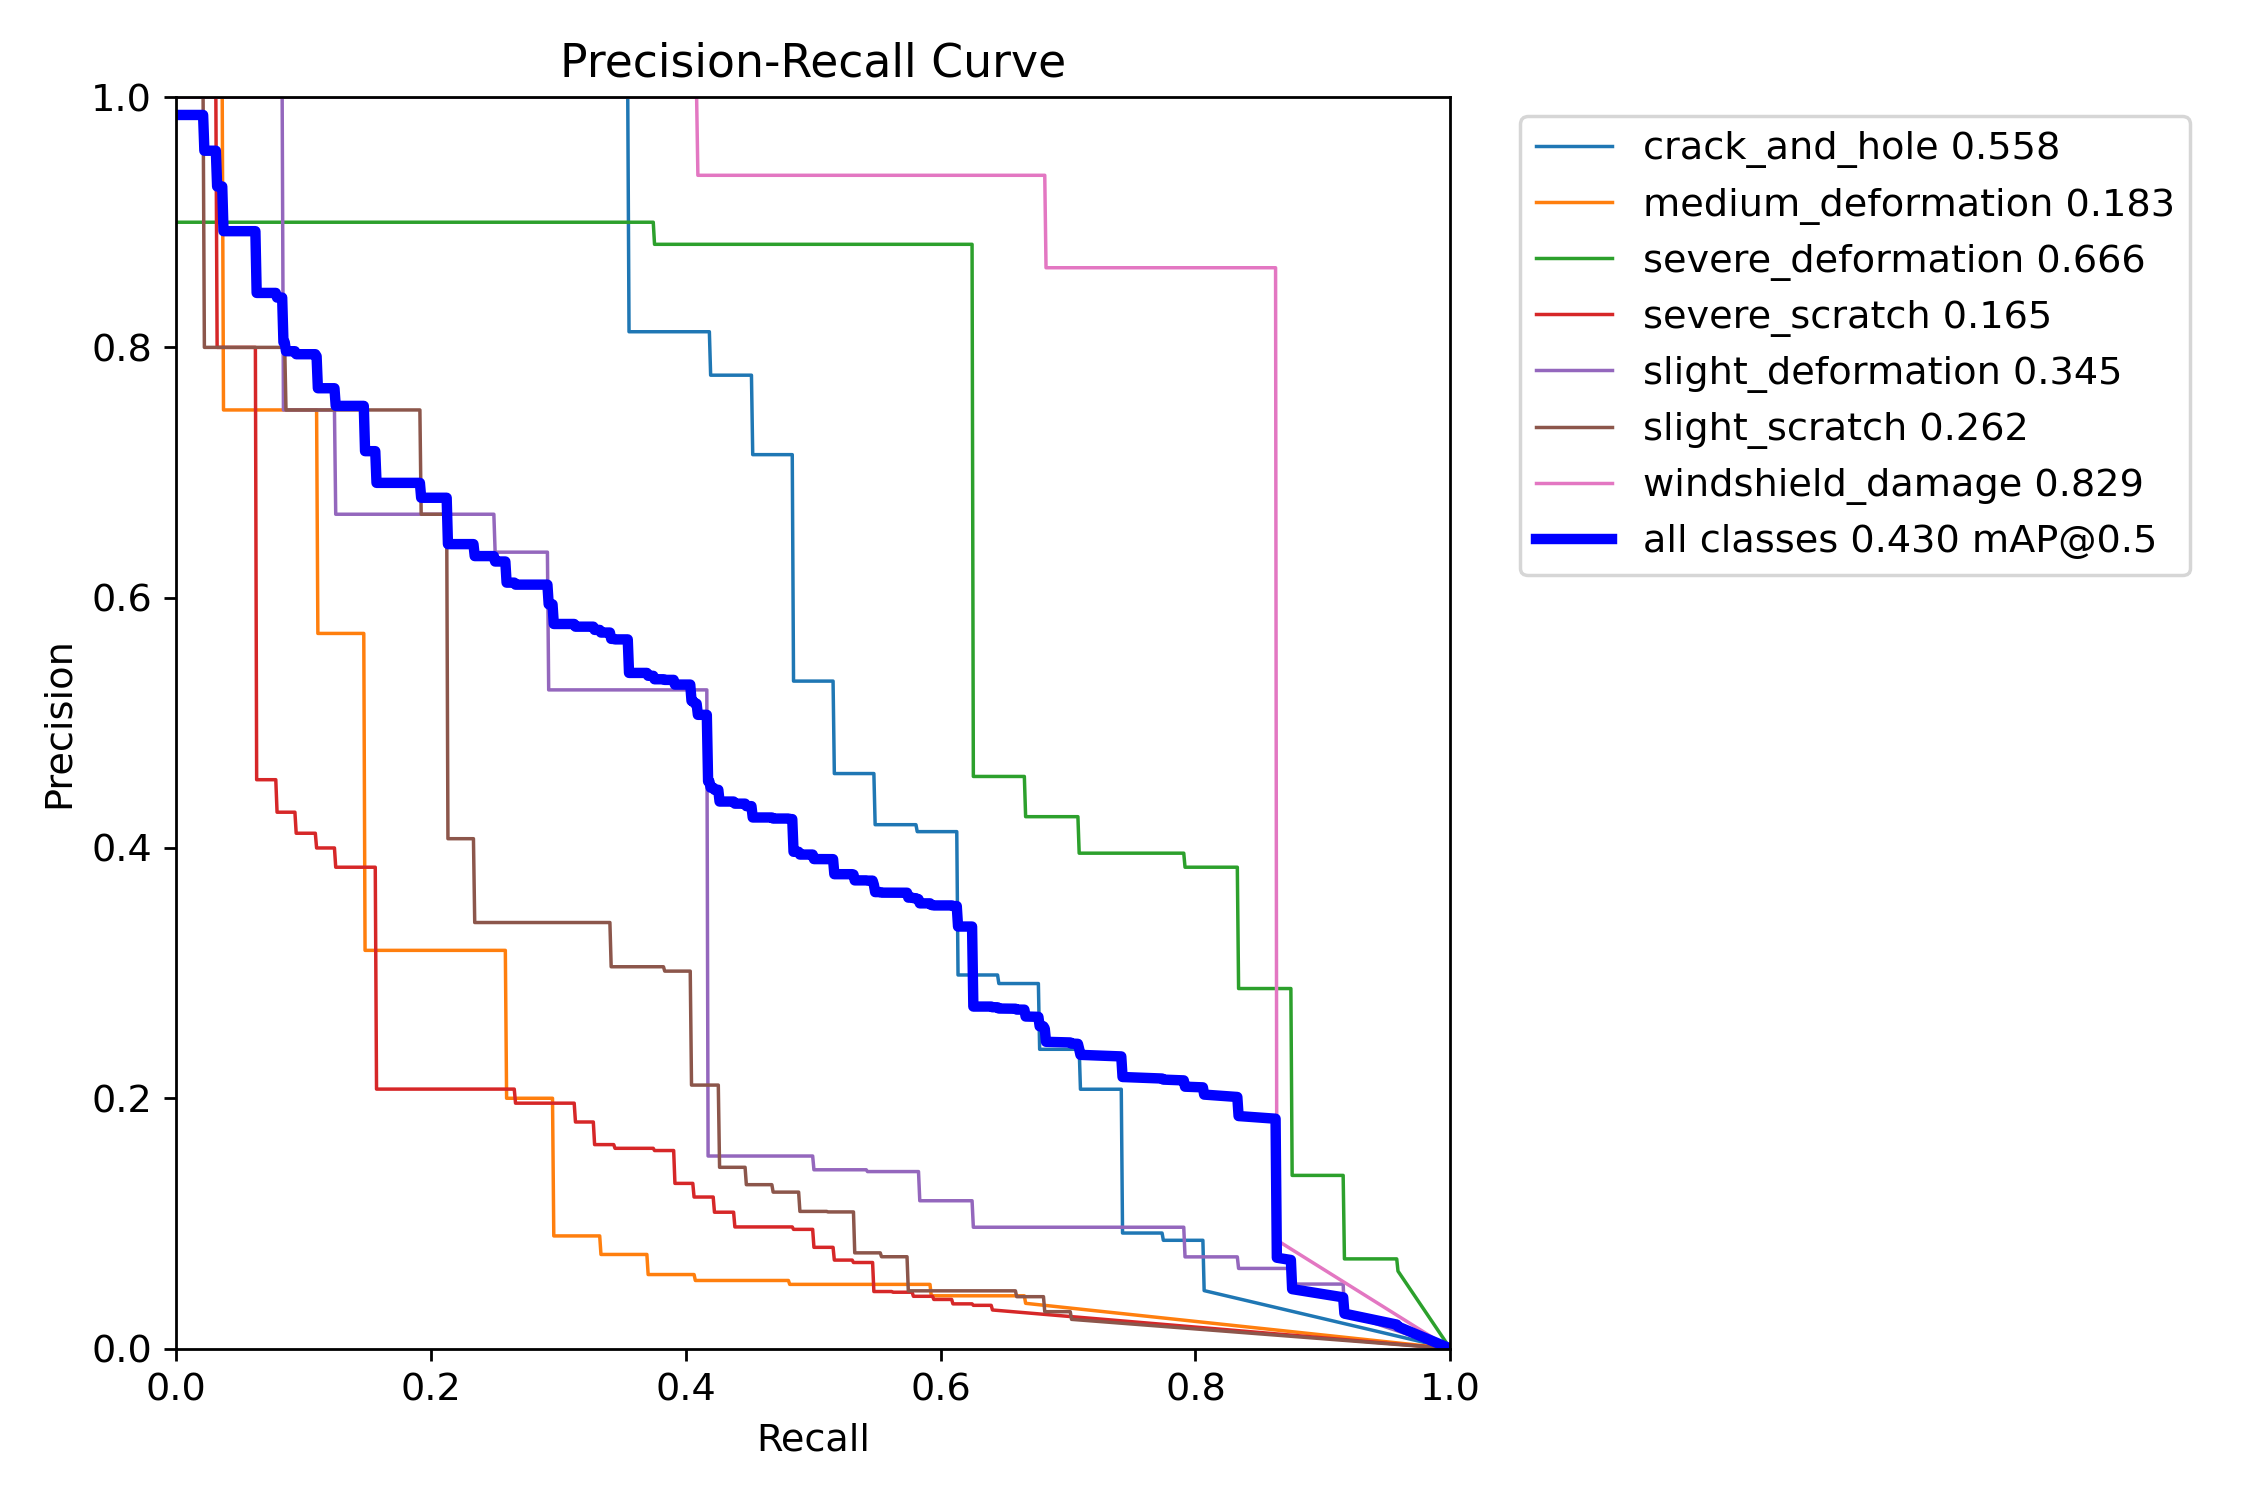 Precision-Recall Curve
1.0
0.8
0.6
0.4
0.2
0.0
Precision
0.0 0.2 0.4 0.6 0.8 1.0
Recall
crack_and_hole 0.558
medium_deformation 0.183
severe_deformation 0.666
severe_scratch 0.165
slight_deformation 0.345
slight_scratch 0.262
windshield_damage 0.829
all classes 0.430 mAP@0.5